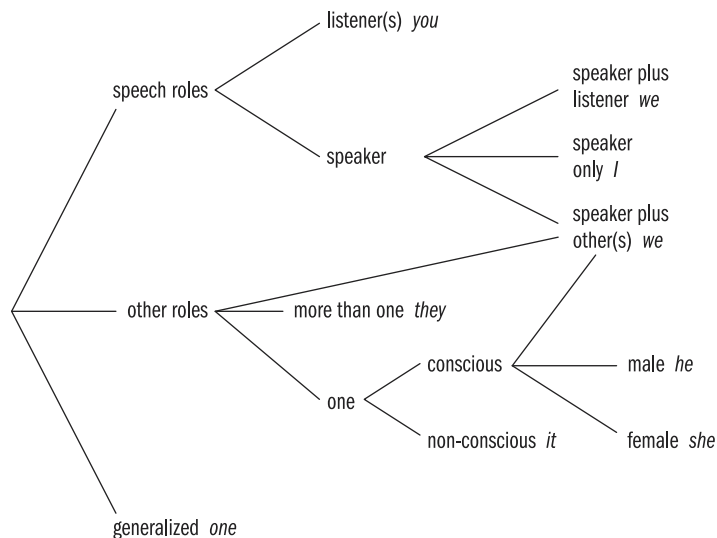 listener(s) you
speech roles
speaker plus
listener we
speaker
speaker
only I
speaker plus
other(s) we
other roles
more than one they
conscious
male he
one
non-conscious it
female she
generalized one